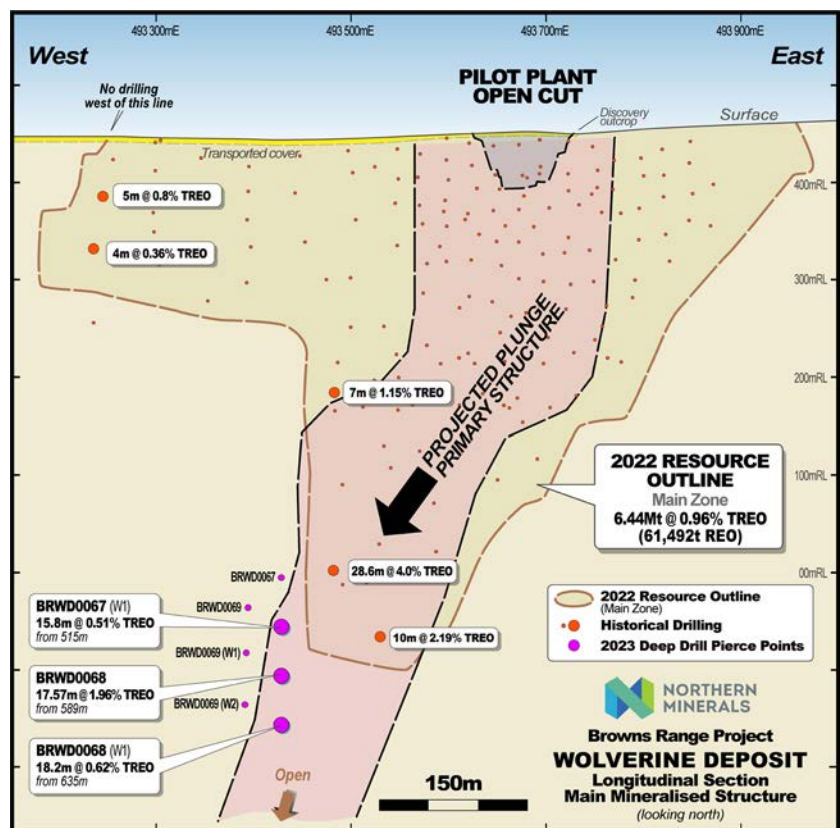 493 300mE
493 500mE
493 700mE
493 900mE
West
East
No drilling
west of this line
PILOT PLANT
OPEN CUT
Discovery
outcrop
Surface
Transported cover
400mRL
5m @ 0.8% TREO
4m @ 0.36% TREO
300mRL
PROJECTED PLUNGE
PRIMARY STRUCTURE
7m @ 1.15% TREO
200mRL
2022 RESOURCE
OUTLINE
Main Zone
6.44Mt @ 0.96% TREO
(61,492t REO)
100mRL
28.6m @ 4.0% TREO
00mRL
BRWD0067
BRWD0069
BRWD0067 (W1)
15.8m @ 0.51% TREO
from 515m
10m @ 2.19% TREO
BRWD0069 (W1)
BRWD0068
17.57m @ 1.96% TREO
from 589m
BRWD0069 (W2)
BRWD0068 (W1)
18.2m @ 0.62% TREO
from 635m
Open
2022 Resource Outline
(Main Zone)
Historical Drilling
2023 Deep Drill Pierce Points
NORTHERN
MINERALS
Browns Range Project
WOLVERINE DEPOSIT
Longitudinal Section
Main Mineralised Structure
(looking north)
150m